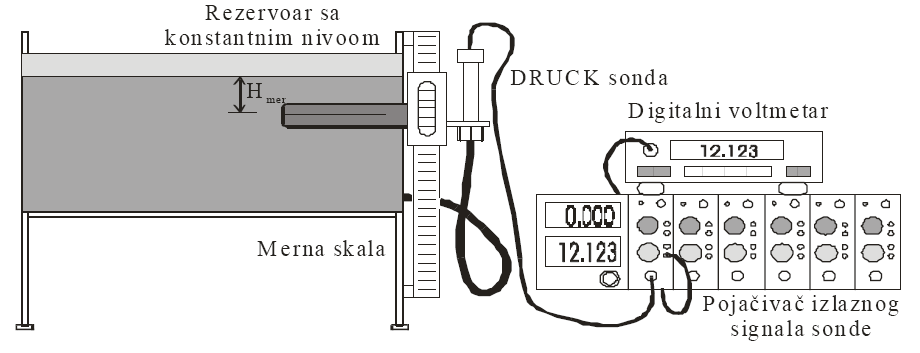 Rezervoar sa
konstantnim nivoom
H mer
DRUCK sonda
Digitalni voltmetar
12.123
0.000
12.123
Merna skala
Pojačivač izlaznog
signala sonde